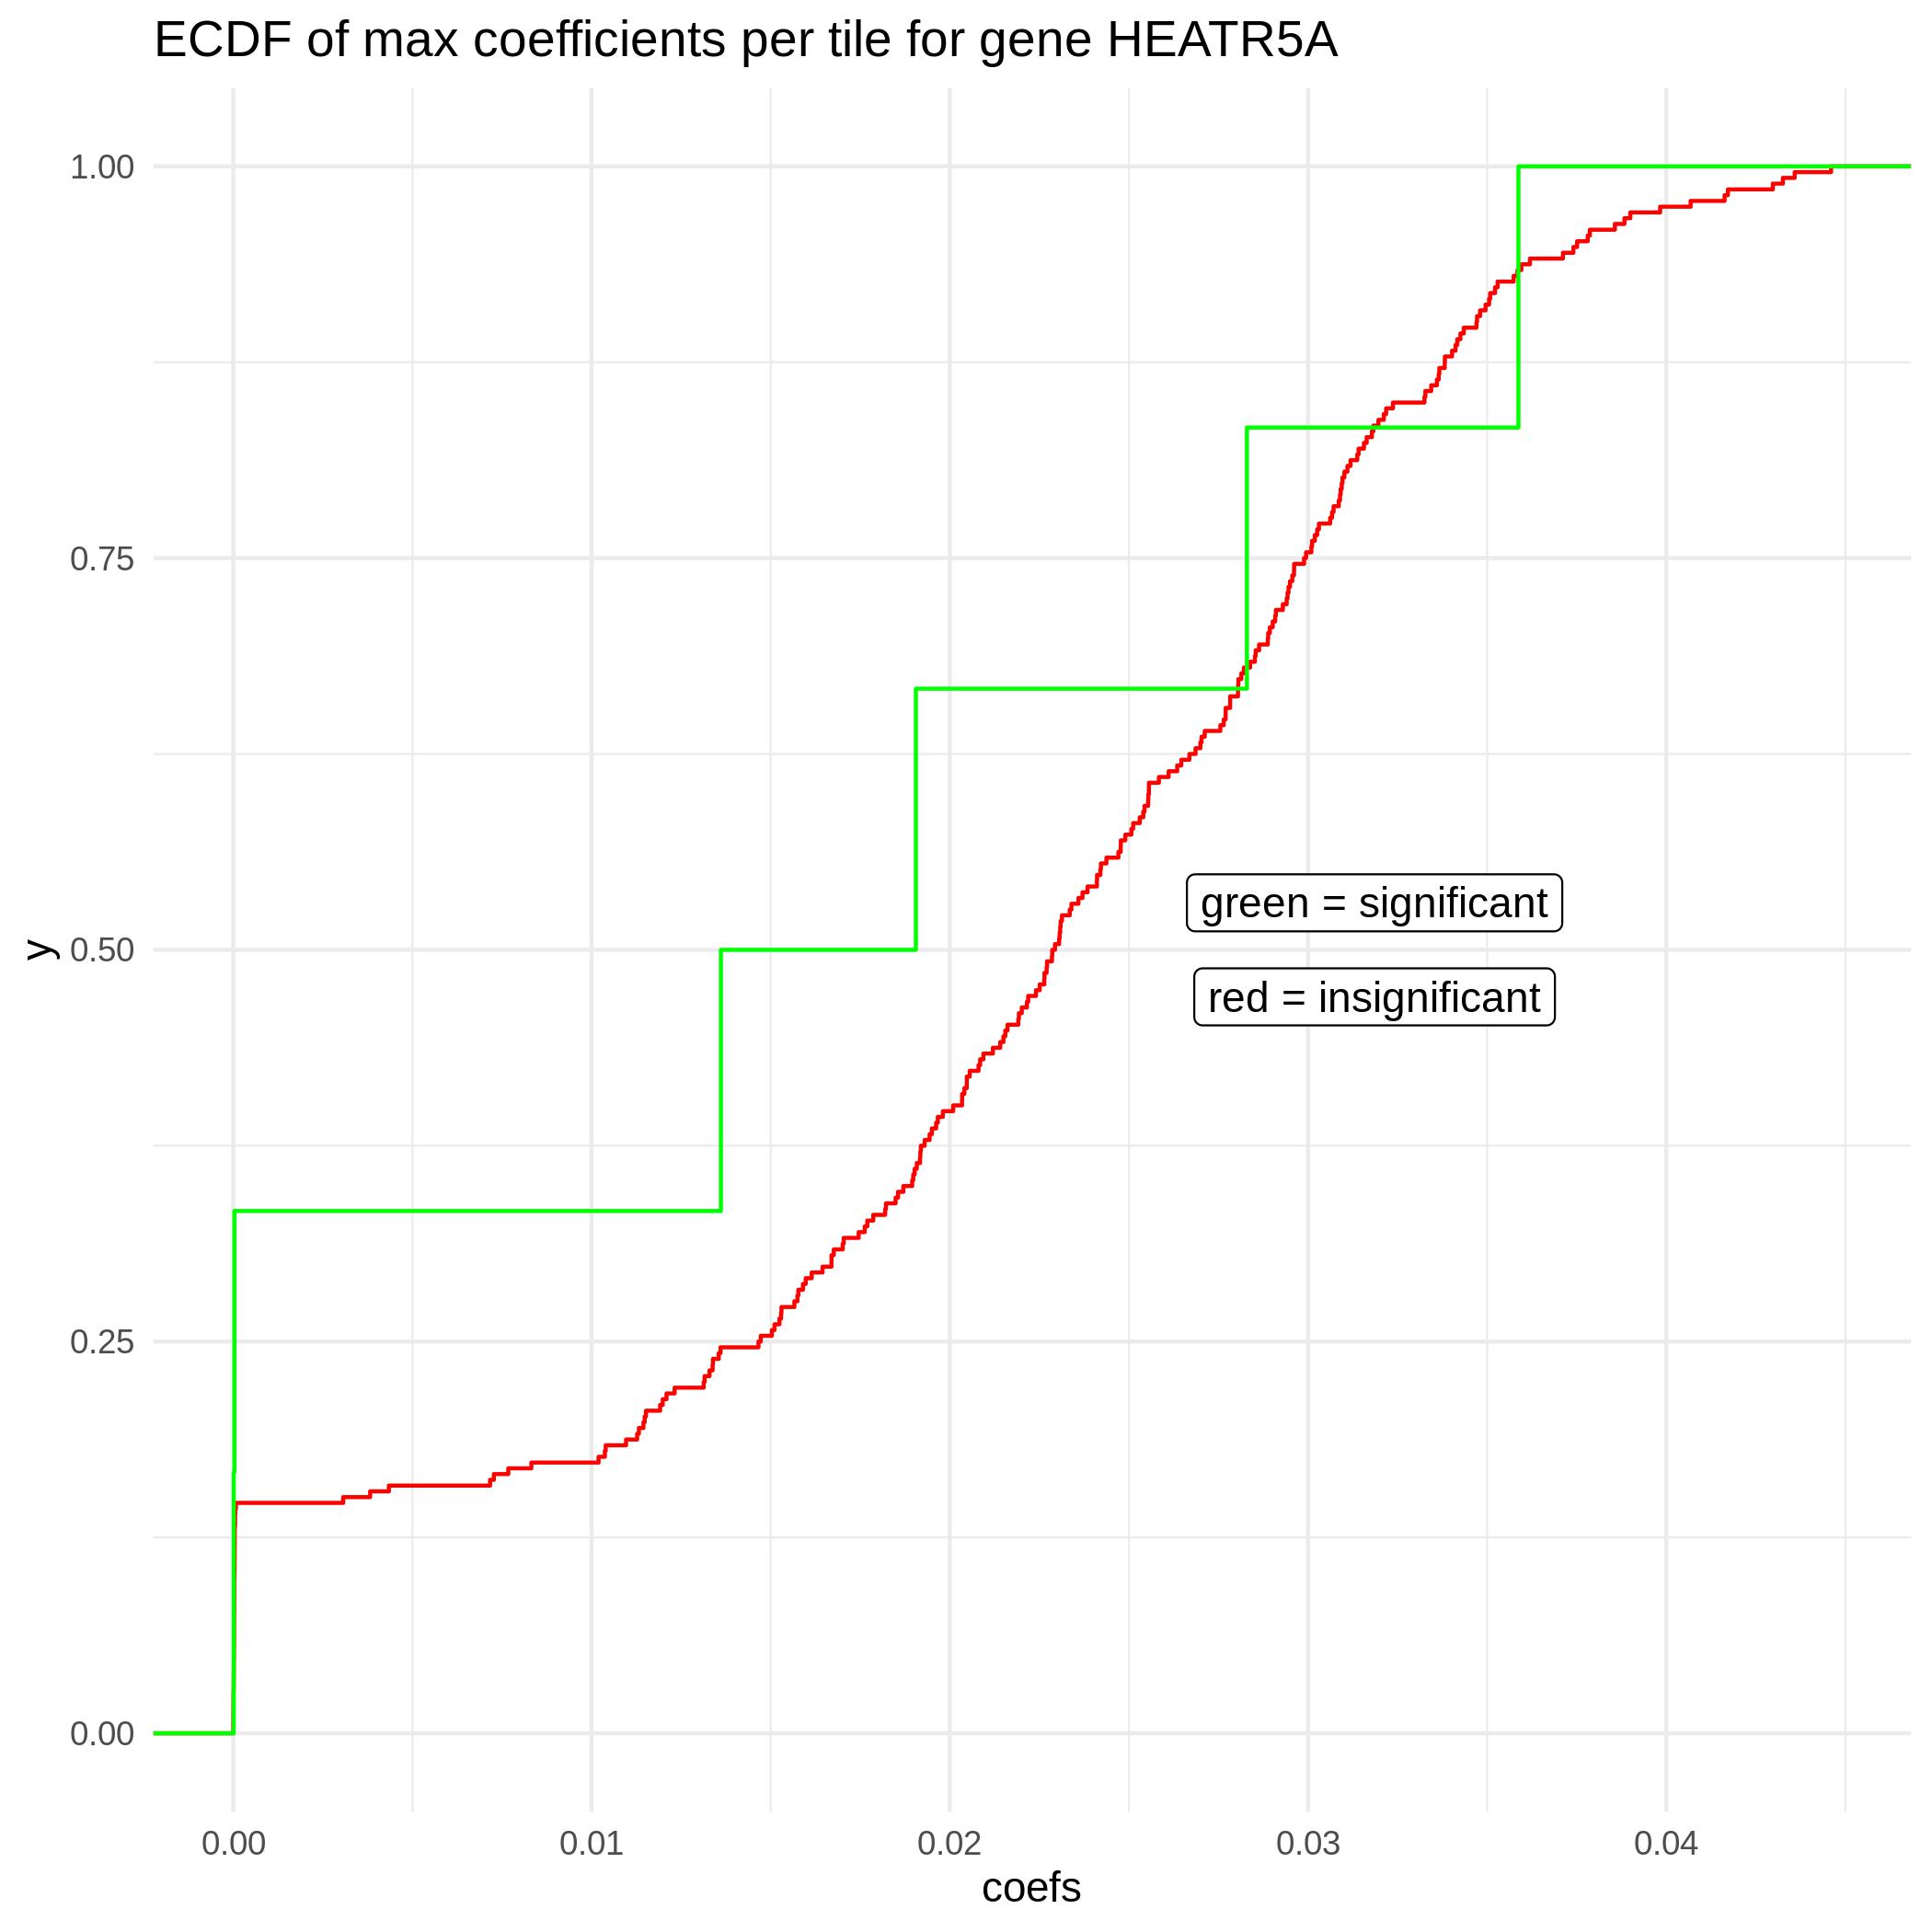 ECDF of max coefficients per tile for gene HEATR5A
1.00
0.75
0.50
0.25
0.00
y
green = significant
red = insignificant
0.00 0.01 0.02 0.03 0.04
coefs